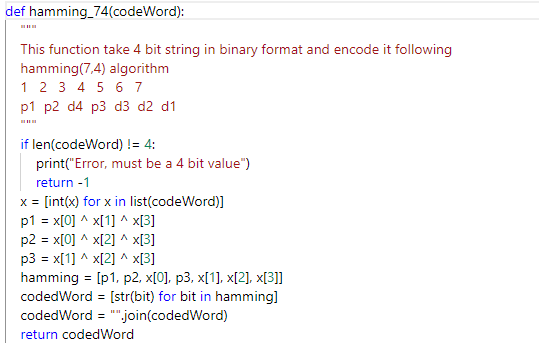 def hamming_74(codeWord):
"""
This function take 4 bit string in binary format and encode it following
hamming(7,4) algorithm
1 2 3 4 5 6 7
p1 p2 d4 p3 d3 d2 d1
"""
if len(codeWord) != 4:
print("Error, must be a 4 bit value")
return -1
x = [int(x) for x in list(codeWord)]
p1 = x[0] ^ x[1] ^ x[3]
p2 = x[0] ^ x[2] ^ x[3]
p3 = x[1] ^ x[2] ^ x[3]
hamming = [p1, p2, x[0], p3, x[1], x[2], x[3]]
codedWord = [str(bit) for bit in hamming]
codedWord = "".join(codedWord)
return codedWord